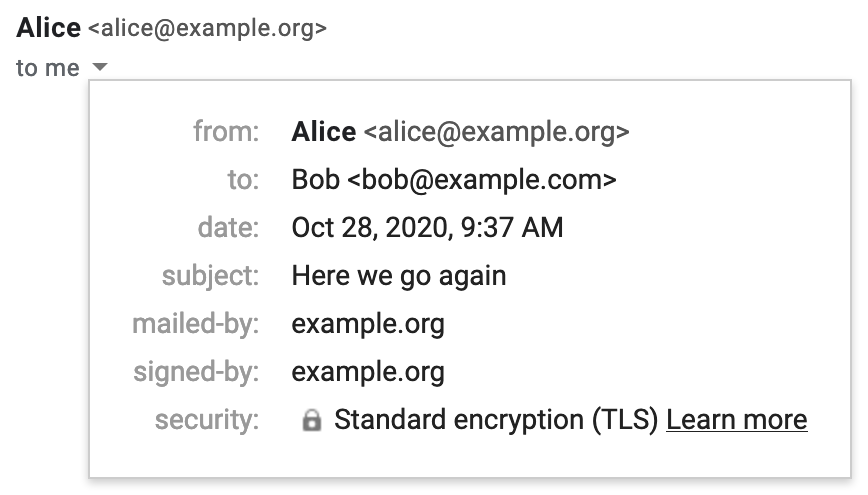 Alice <alice@example.org>
to me
from: Alice <alice@example.org>
to: Bob <bob@example.com>
date: Oct 28, 2020, 9:37 AM
subject: Here we go again
mailed-by: example.org
signed-by: example.org
security: Standard encryption (TLS) Learn more